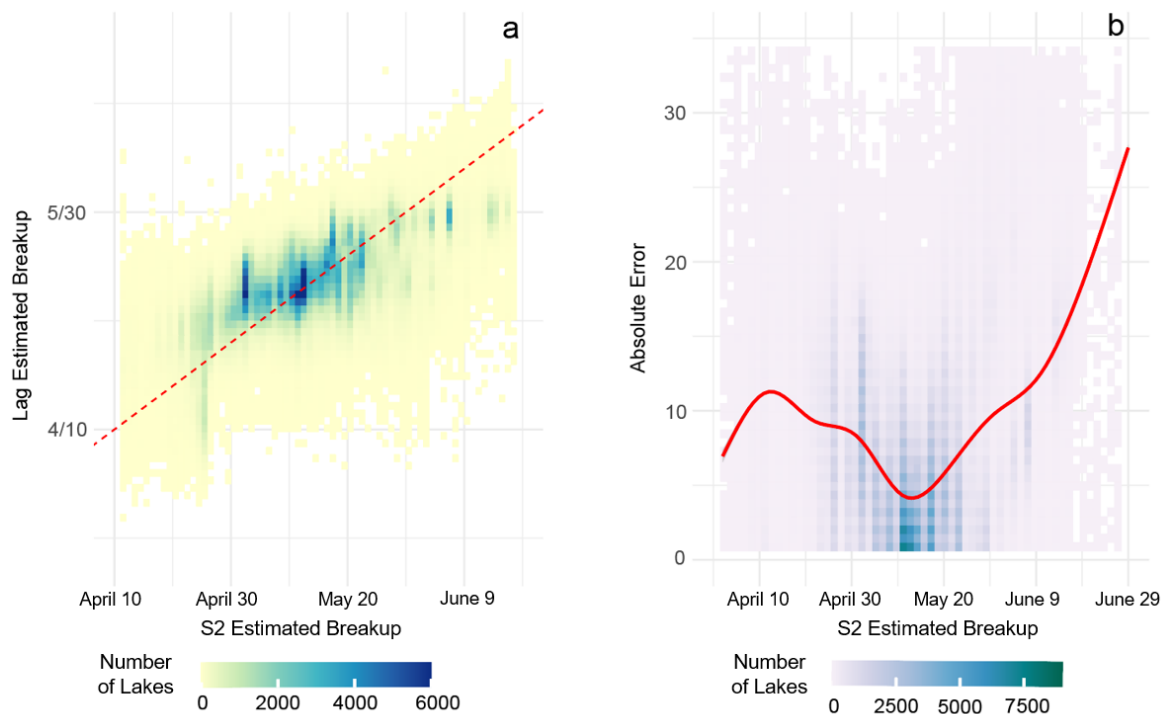 a
Lag Estimated Breakup
5/30
4/10
April 10 April 30 May 20 June 9
S2 Estimated Breakup
Number
of Lakes
0 2000 4000 6000
b
Absolute Error
30
20
10
0
April 10 April 30 May 20 June 9 June 29
S2 Estimated Breakup
Number
of Lakes
0 2500 5000 7500